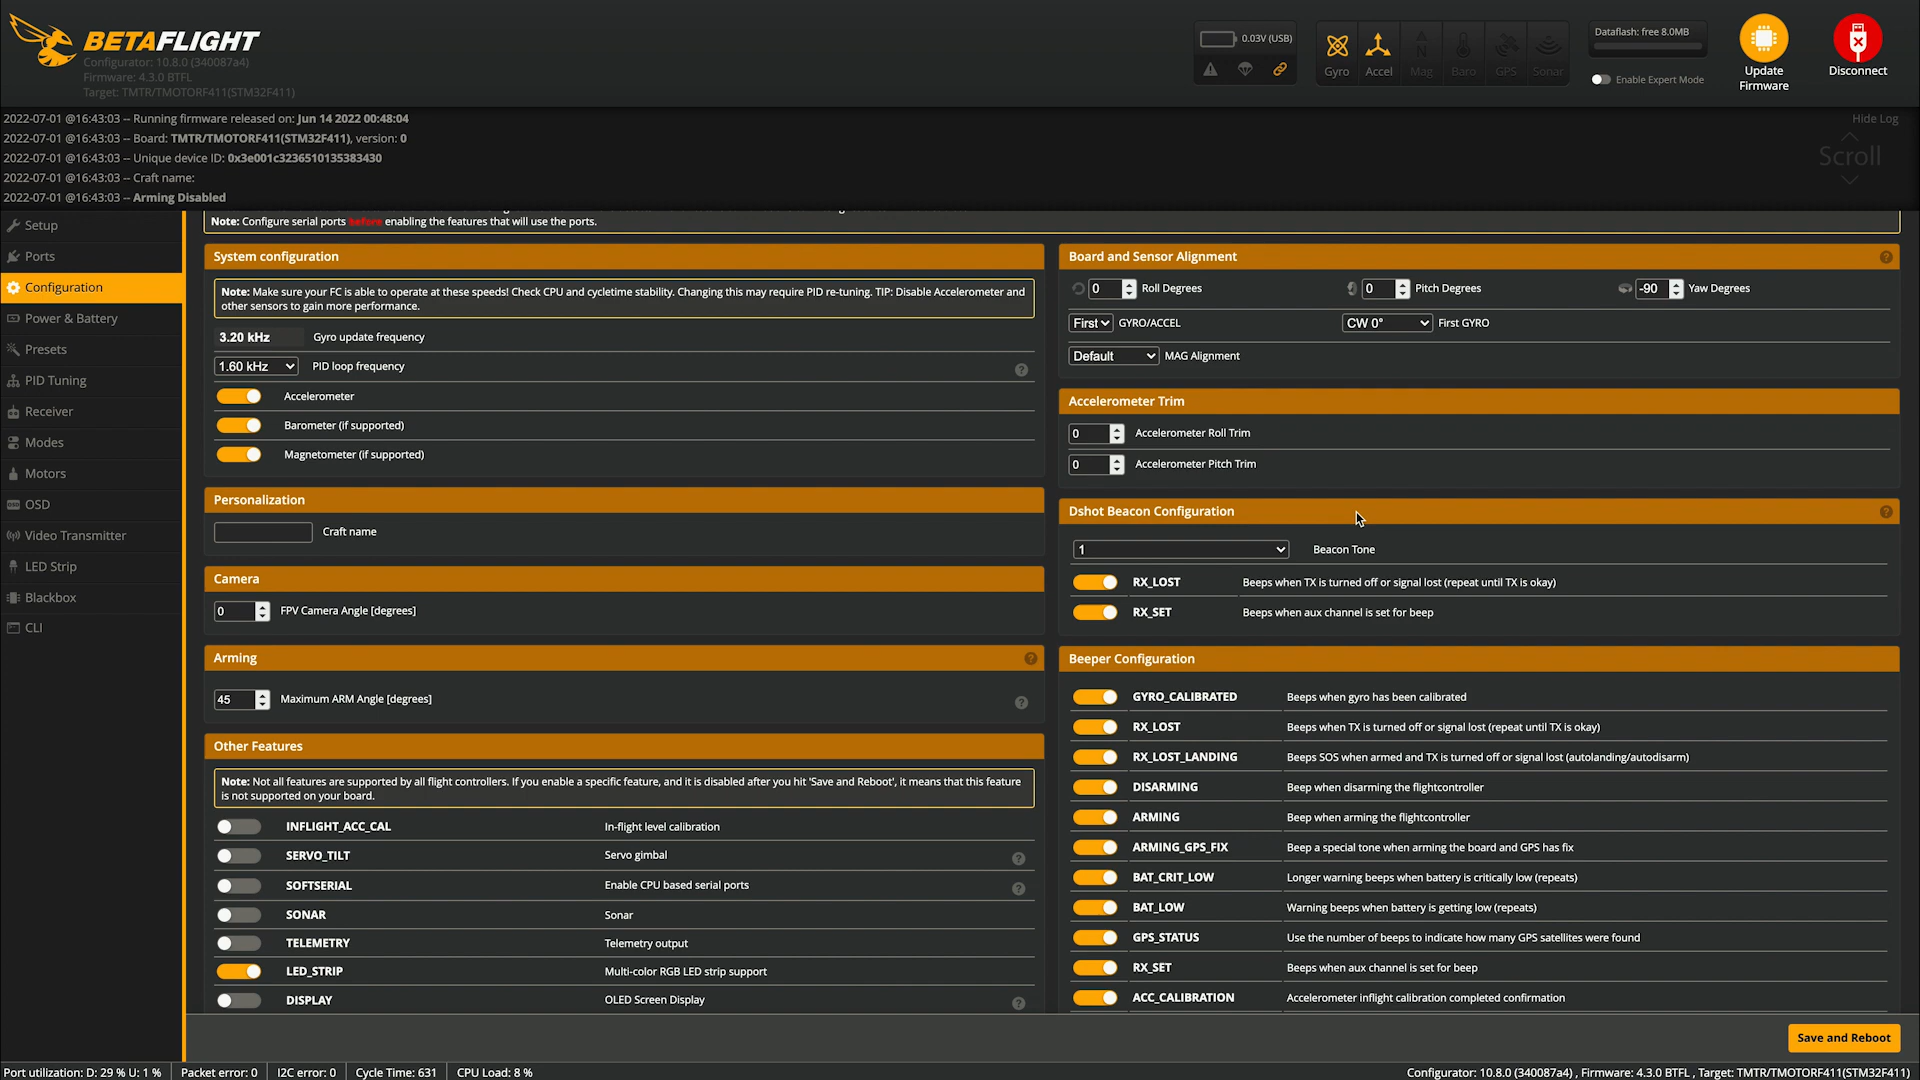 BETAFLIGHT
Configurator: 10.8.0 (340087a4)
Firmware: 4.3.0 BTFL
Target: TMTR/TMOTORF411(STM32F411)
0.03V (USB)
Gyro
Accel
Mag
Baro
GPS
Sonar
Dataflash: free 8.0MB
Enable Expert Mode
Update
Firmware
Disconnect
2022-07-01 @16:43:03 -- Running firmware released on: Jun 14 2022 00:48:04
2022-07-01 @16:43:03 -- Board: TMTR/TMOTORF411(STM32F411), version: 0
2022-07-01 @16:43:03 -- Unique device ID: 0x3e001c3236510135383430
2022-07-01 @16:43:03 -- Craft name:
2022-07-01 @16:43:03 -- Arming Disabled
Hide Log
Scroll
Setup
Ports
Configuration
Power & Battery
Presets
PID Tuning
Receiver
Modes
Motors
OSD
Video Transmitter
LED Strip
Blackbox
CLI
Note: Configure serial ports before enabling the features that will use the ports.
System configuration
Note: Make sure your FC is able to operate at these speeds! Check CPU and cycletime stability. Changing this may require PID re-tuning. TIP: Disable Accelerometer and
other sensors to gain more performance.
3.20 kHz Gyro update frequency
1.60 kHz PID loop frequency
Accelerometer
Barometer (if supported)
Magnetometer (if supported)
Personalization
Craft name
Camera
0 FPV Camera Angle [degrees]
Arming
45 Maximum ARM Angle [degrees]
Other Features
Note: Not all features are supported by all flight controllers. If you enable a specific feature, and it is disabled after you hit 'Save and Reboot', it means that this feature
is not supported on your board.
INFLIGHT_ACC_CAL In-flight level calibration
SERVO_TILT Servo gimbal
SOFTSERIAL Enable CPU based serial ports
SONAR Sonar
TELEMETRY Telemetry output
LED_STRIP Multi-color RGB LED strip support
DISPLAY OLED Screen Display
Board and Sensor Alignment
0 Roll Degrees 0 Pitch Degrees -90 Yaw Degrees
First GYRO/ACCEL CW 0° First GYRO
Default MAG Alignment
Accelerometer Trim
0 Accelerometer Roll Trim
0 Accelerometer Pitch Trim
Dshot Beacon Configuration
1 Beacon Tone
RX_LOST Beeps when TX is turned off or signal lost (repeat until TX is okay)
RX_SET Beeps when aux channel is set for beep
Beeper Configuration
GYRO_CALIBRATED Beeps when gyro has been calibrated
RX_LOST Beeps when TX is turned off or signal lost (repeat until TX is okay)
RX_LOST_LANDING Beeps SOS when armed and TX is turned off or signal lost (autolanding/autodisarm)
DISARMING Beep when disarming the flightcontroller
ARMING Beep when arming the flightcontroller
ARMING_GPS_FIX Beep a special tone when arming the board and GPS has fix
BAT_CRIT_LOW Longer warning beeps when battery is critically low (repeats)
BAT_LOW Warning beeps when battery is getting low (repeats)
GPS_STATUS Use the number of beeps to indicate how many GPS satellites were found
RX_SET Beeps when aux channel is set for beep
ACC_CALIBRATION Accelerometer inflight calibration completed confirmation
Save and Reboot
Port utilization: D: 29 % U: 1 % Packet error: 0 I2C error: 0 Cycle Time: 631 CPU Load: 8 %
Configurator: 10.8.0 (340087a4) , Firmware: 4.3.0 BTFL , Target: TMTR/TMOTORF411(STM32F411)